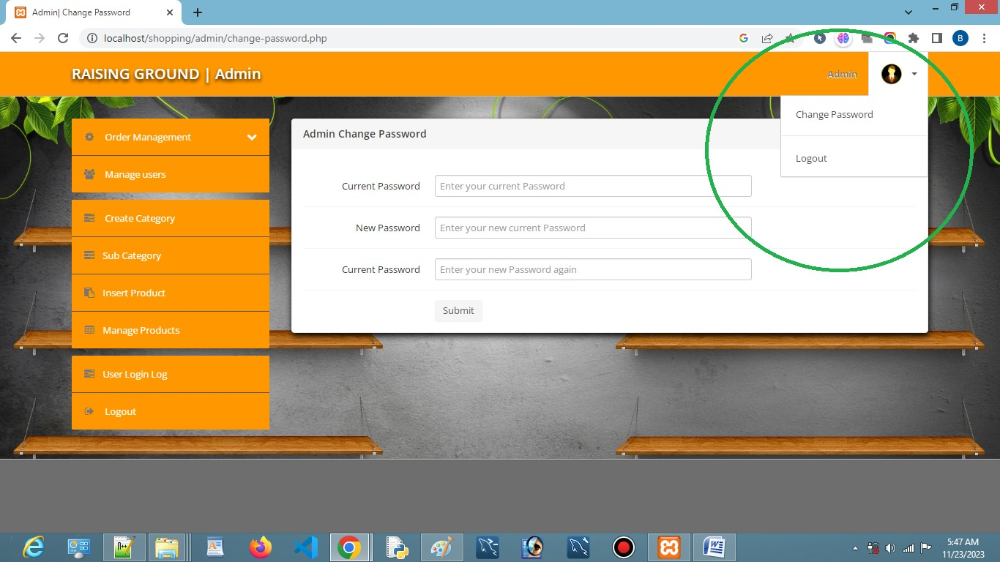 Admin| Change Password
localhost/shopping/admin/change-password.php
B
RAISING GROUND | Admin
Admin
Change Password
Logout
Order Management
Manage users
Create Category
Sub Category
Insert Product
Manage Products
User Login Log
Logout
Admin Change Password
Current Password
Enter your current Password
New Password
Enter your new current Password
Current Password
Enter your new Password again
Submit
5:47 AM
11/23/2023